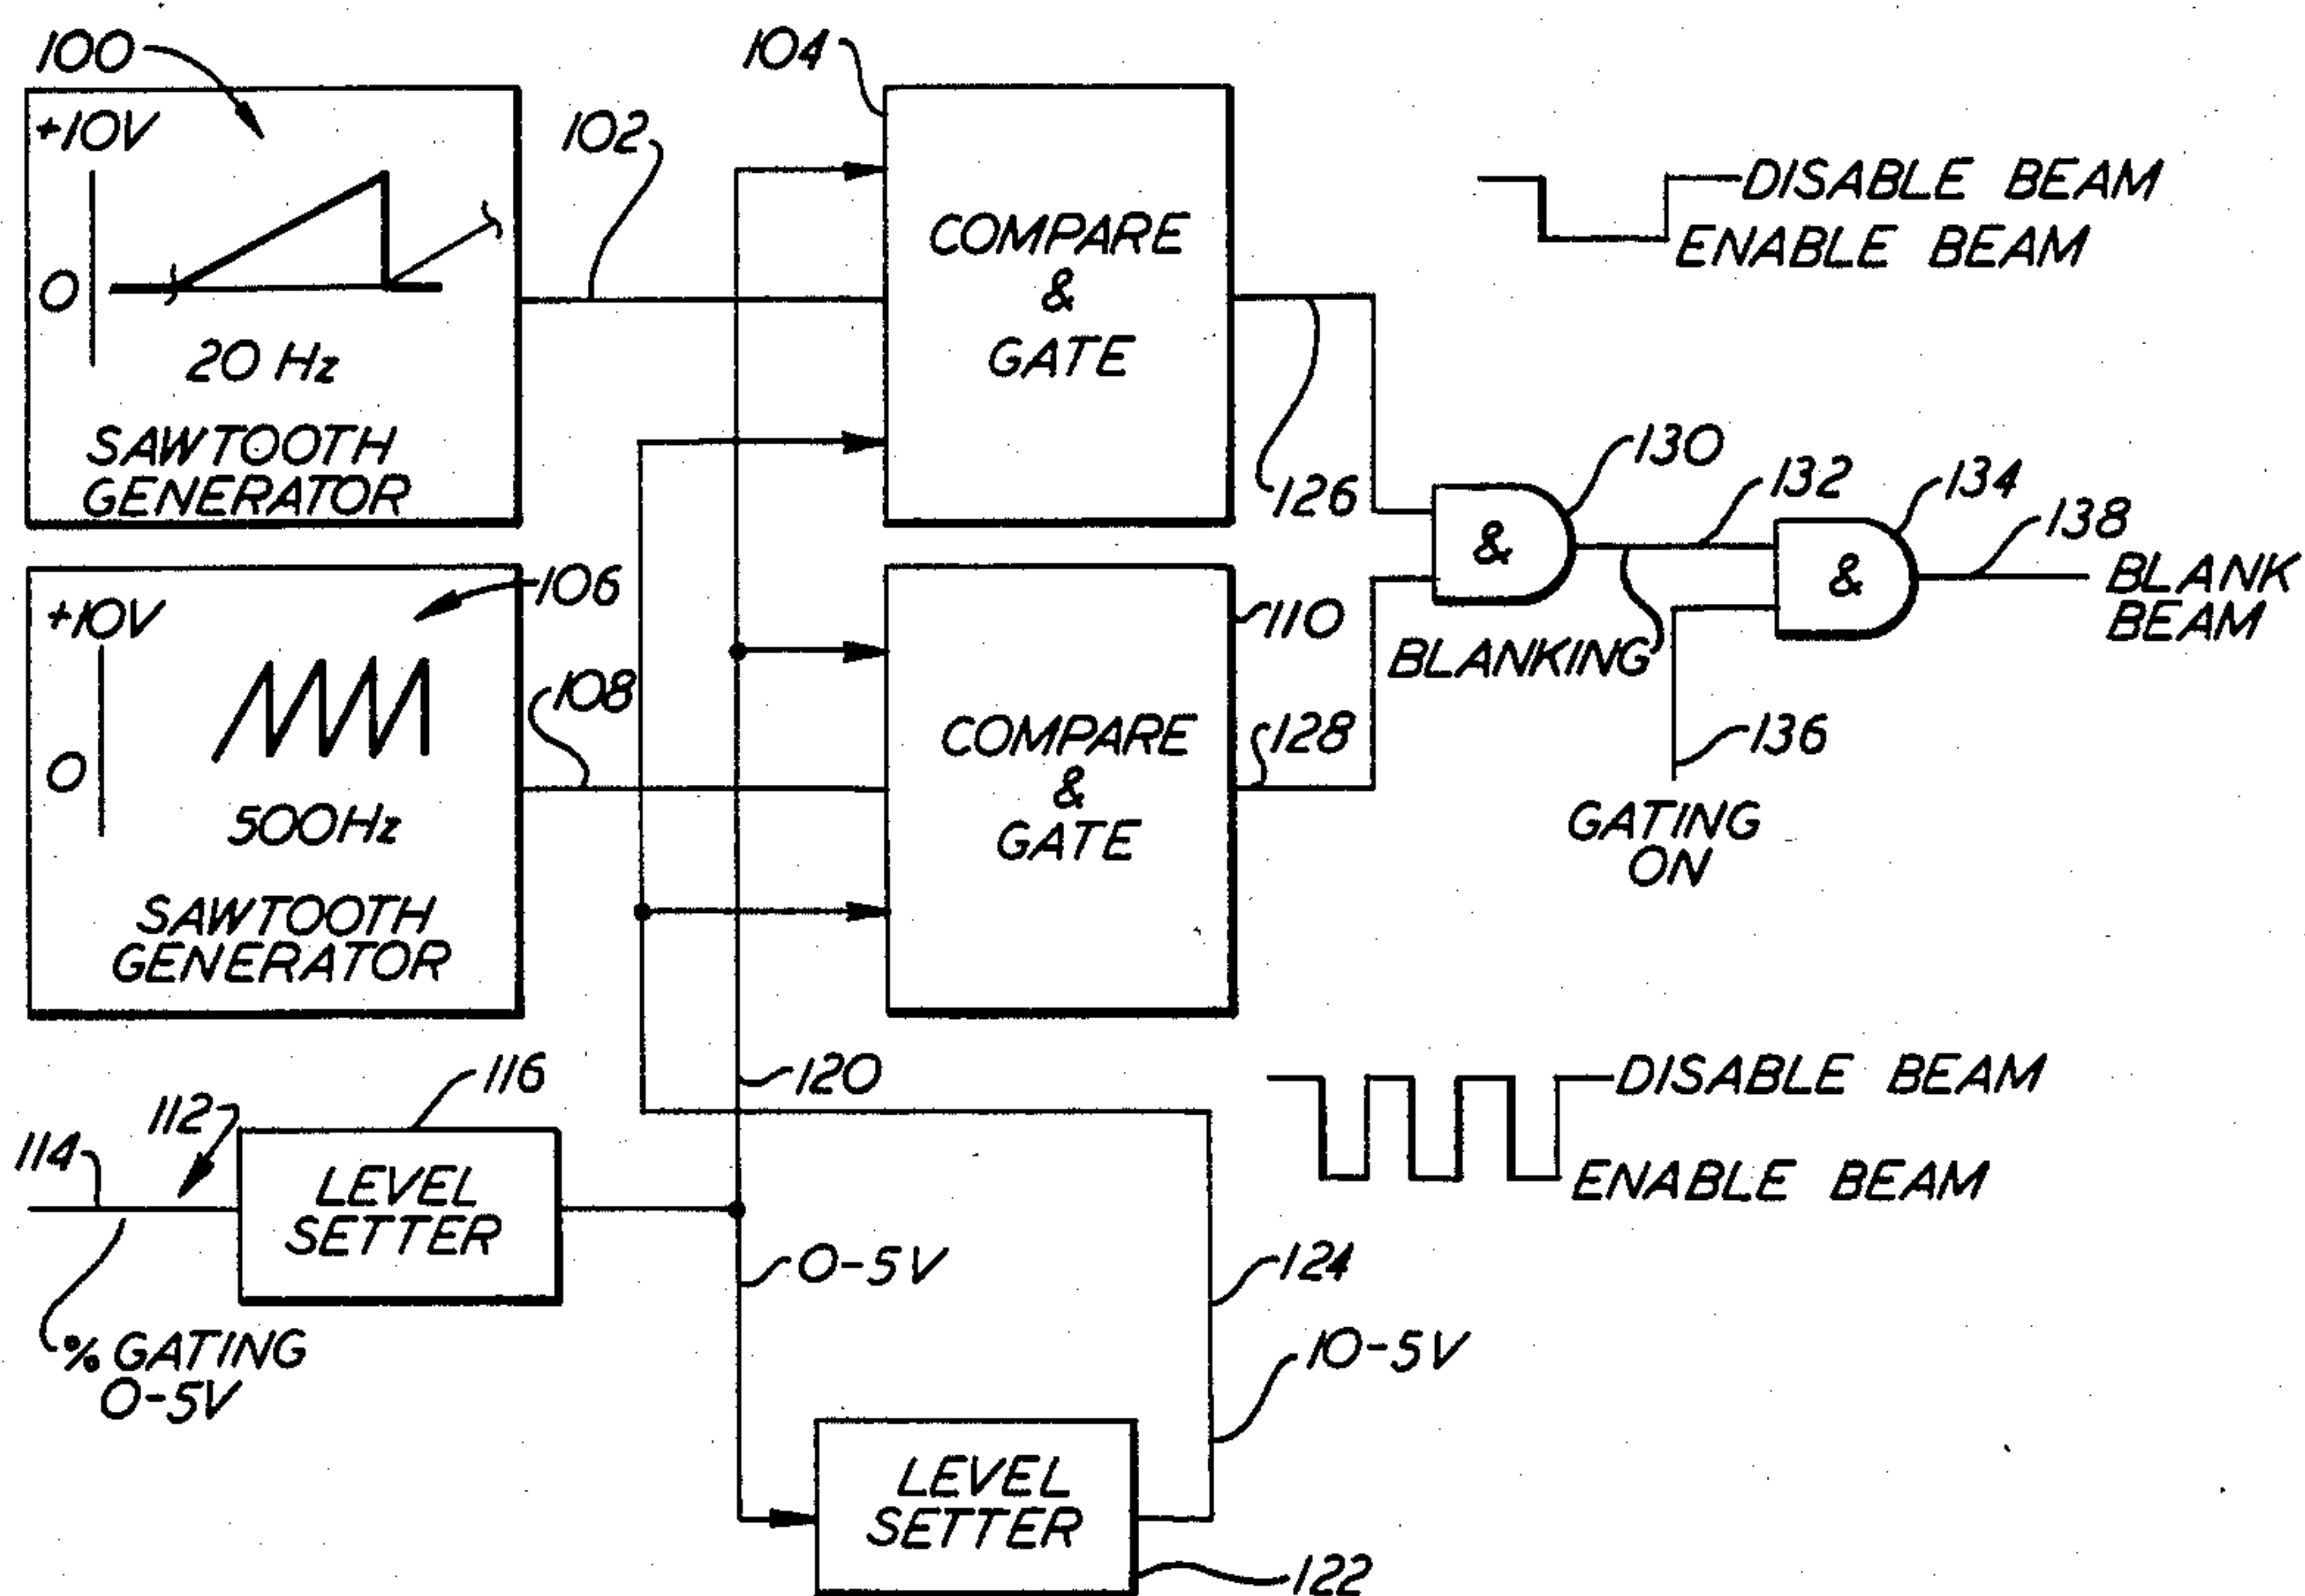 100
+10V
0
20 Hz
SAWTOOTH
GENERATOR
102
104
COMPARE
&
GATE
DISABLE BEAM
ENABLE BEAM
126
130
&
132
134
&
138
BLANK
BEAM
BLANKING
136
GATING
ON
106
+10V
0
500Hz
SAWTOOTH
GENERATOR
108
110
COMPARE
&
GATE
128
120
DISABLE BEAM
ENABLE BEAM
112
114
116
LEVEL
SETTER
% GATING
0-5V
0-5V
124
10-5V
LEVEL
SETTER
122